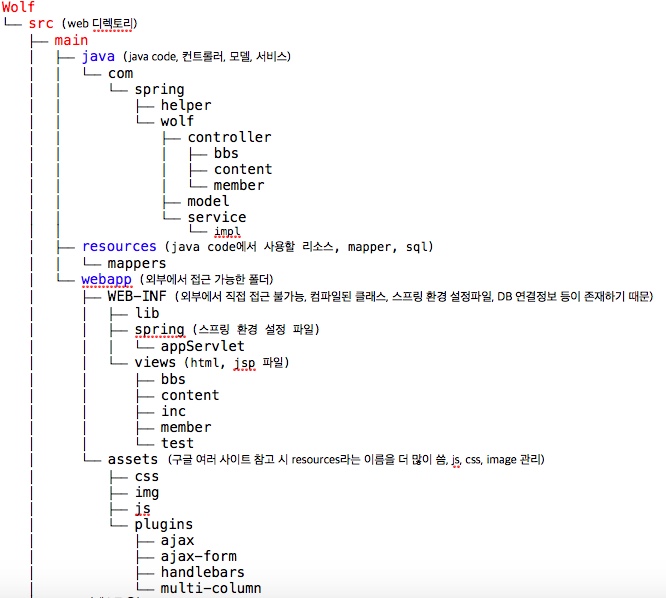 Wolf
└── src (web 디렉토리)
│ ├── main
│ │ ├── java (java code, 컨트롤러, 모델, 서비스)
│ │ │ └── com
│ │ │ └── spring
│ │ │ ├── helper
│ │ │ └── wolf
│ │ │ ├── controller
│ │ │ │ ├── bbs
│ │ │ │ ├── content
│ │ │ │ └── member
│ │ │ ├── model
│ │ │ └── service
│ │ │ └── impl
│ │ ├── resources (java code에서 사용할 리소스, mapper, sql)
│ │ │ └── mappers
│ │ └── webapp (외부에서 접근 가능한 폴더)
│ │ ├── WEB-INF (외부에서 직접 접근 불가능, 컴파일된 클래스, 스프링 환경 설정파일, DB 연결정보 등이 존재하기 때문)
│ │ │ ├── lib
│ │ │ ├── spring (스프링 환경 설정 파일)
│ │ │ │ └── appServlet
│ │ │ └── views (html, jsp 파일)
│ │ │ ├── bbs
│ │ │ ├── content
│ │ │ ├── inc
│ │ │ ├── member
│ │ │ └── test
│ │ └── assets (구글 여러 사이트 참고 시 resources라는 이름을 더 많이 씀, js, css, image 관리)
│ │ ├── css
│ │ ├── img
│ │ ├── js
│ │ └── plugins
│ │ ├── ajax
│ │ ├── ajax-form
│ │ ├── handlebars
│ │ └── multi-column